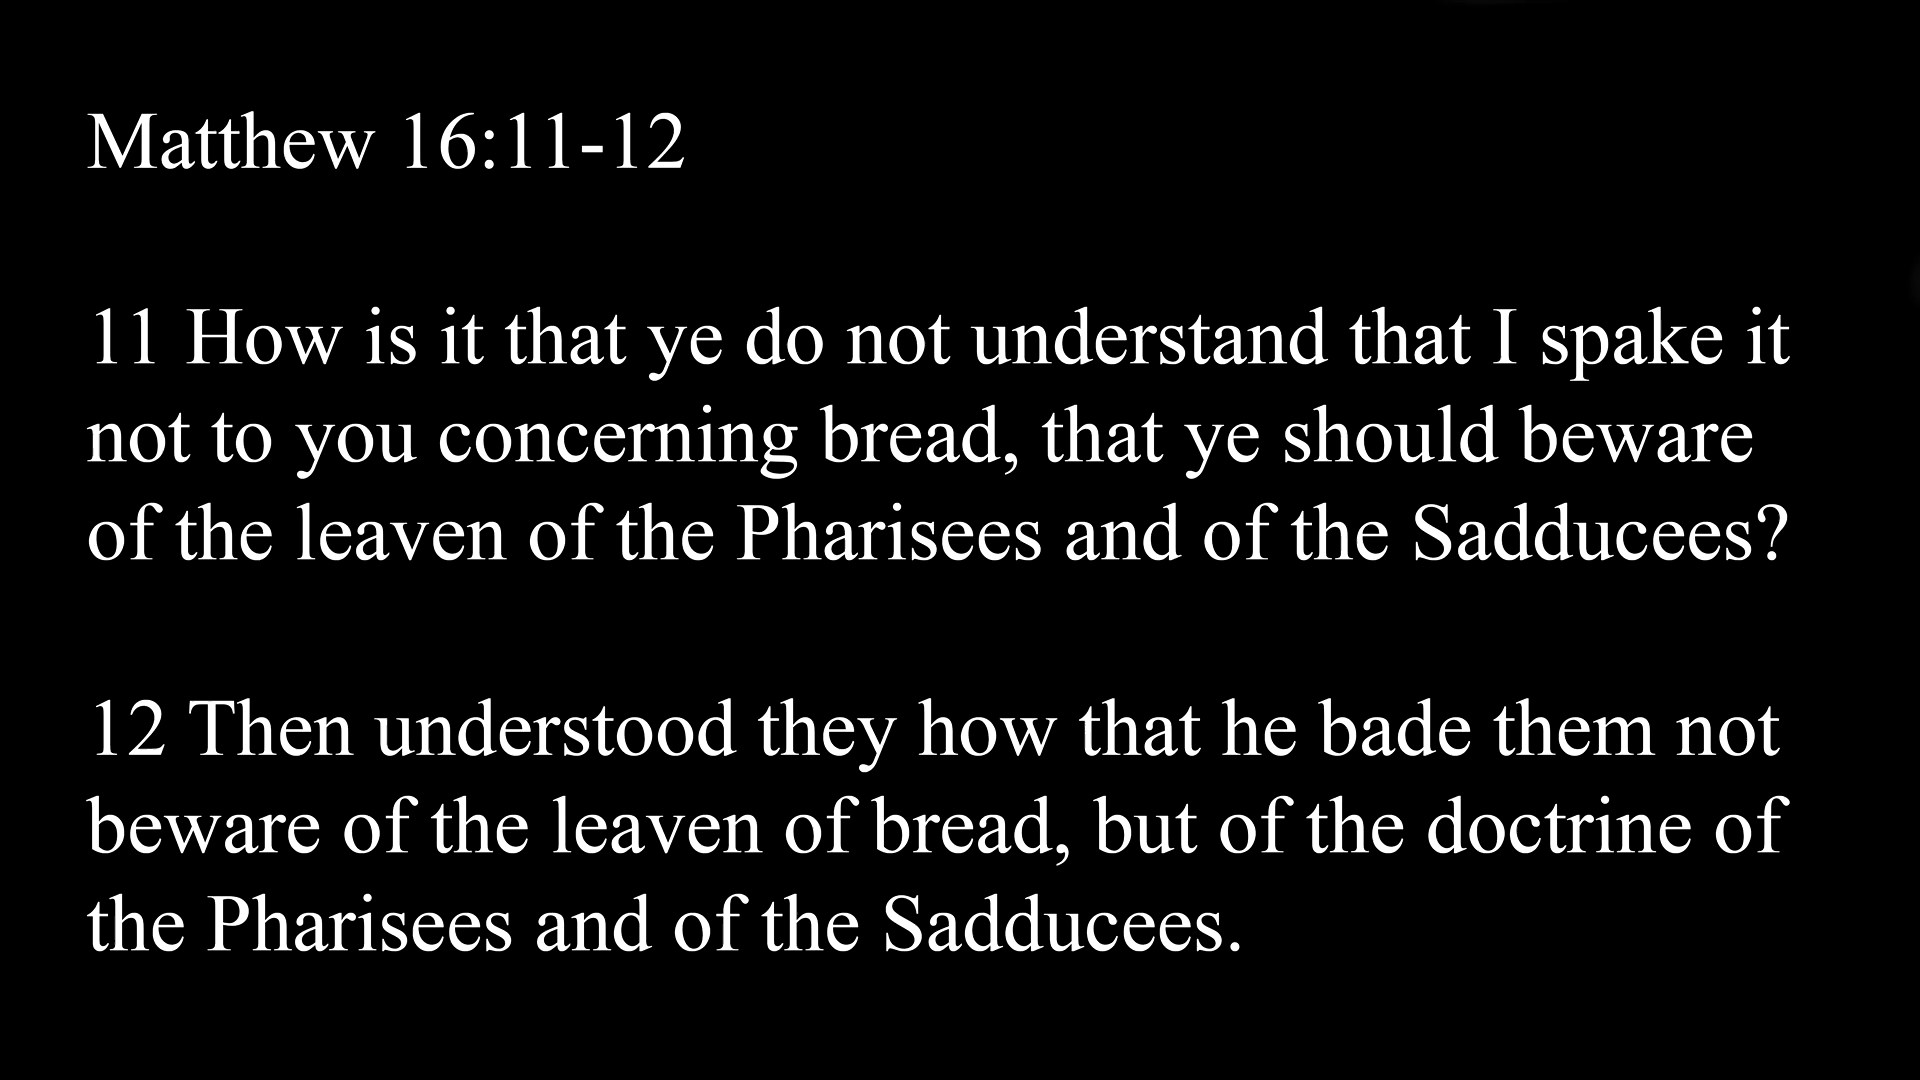 Matthew 16:11-12
11 How is it that ye do not understand that I spake it
not to you concerning bread, that ye should beware
of the leaven of the Pharisees and of the Sadducees?
12 Then understood they how that he bade them not
beware of the leaven of bread, but of the doctrine of
the Pharisees and of the Sadducees.